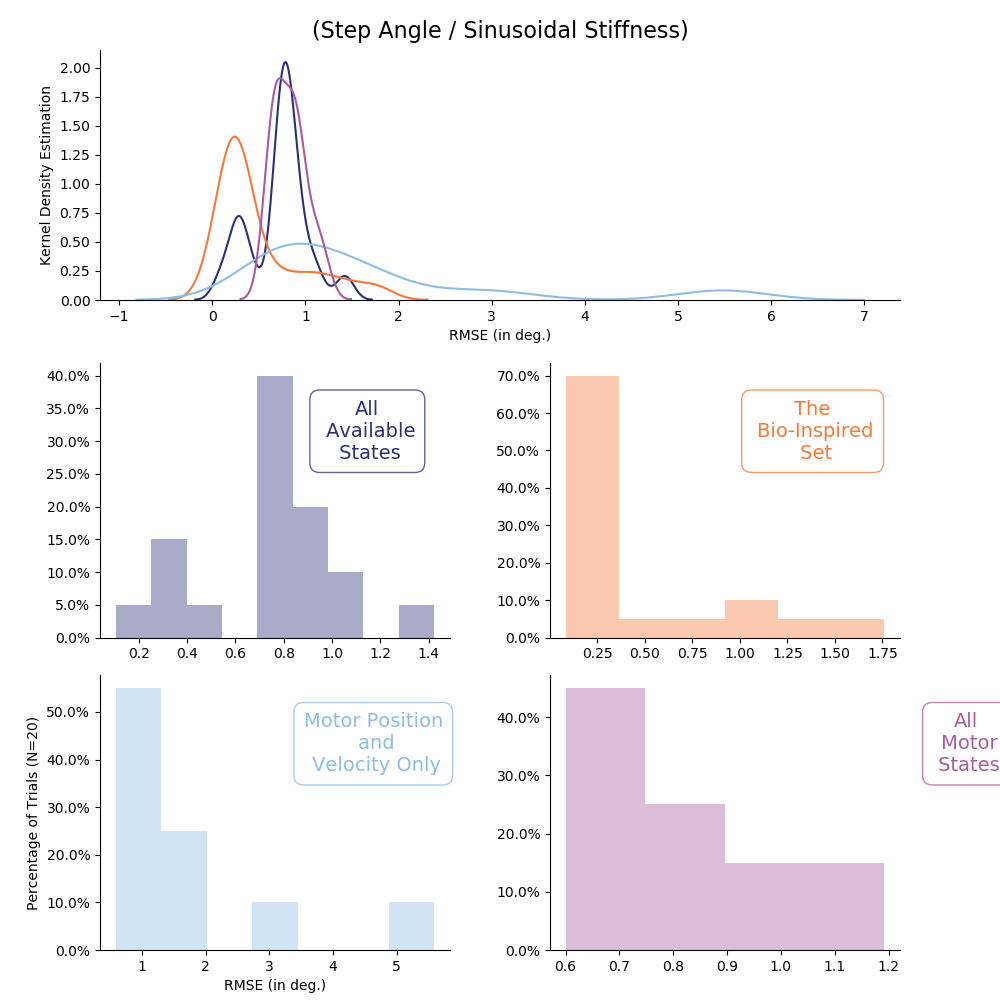 (Step Angle / Sinusoidal Stiffness)
Kernel Density Estimation
2.00
1.75
1.50
1.25
1.00
0.75
0.50
0.25
0.00
−1 0 1 2 3 4 5 6 7
RMSE (in deg.)
40.0%
35.0%
30.0%
25.0%
20.0%
15.0%
10.0%
5.0%
0.0%
All
Available
States
0.2 0.4 0.6 0.8 1.0 1.2 1.4
70.0%
60.0%
50.0%
40.0%
30.0%
20.0%
10.0%
0.0%
The
Bio-Inspired
Set
0.25 0.50 0.75 1.00 1.25 1.50 1.75
Percentage of Trials (N=20)
50.0%
40.0%
30.0%
20.0%
10.0%
0.0%
Motor Position
and
Velocity Only
1 2 3 4 5
RMSE (in deg.)
40.0%
30.0%
20.0%
10.0%
0.0%
All
Motor
States
0.6 0.7 0.8 0.9 1.0 1.1 1.2